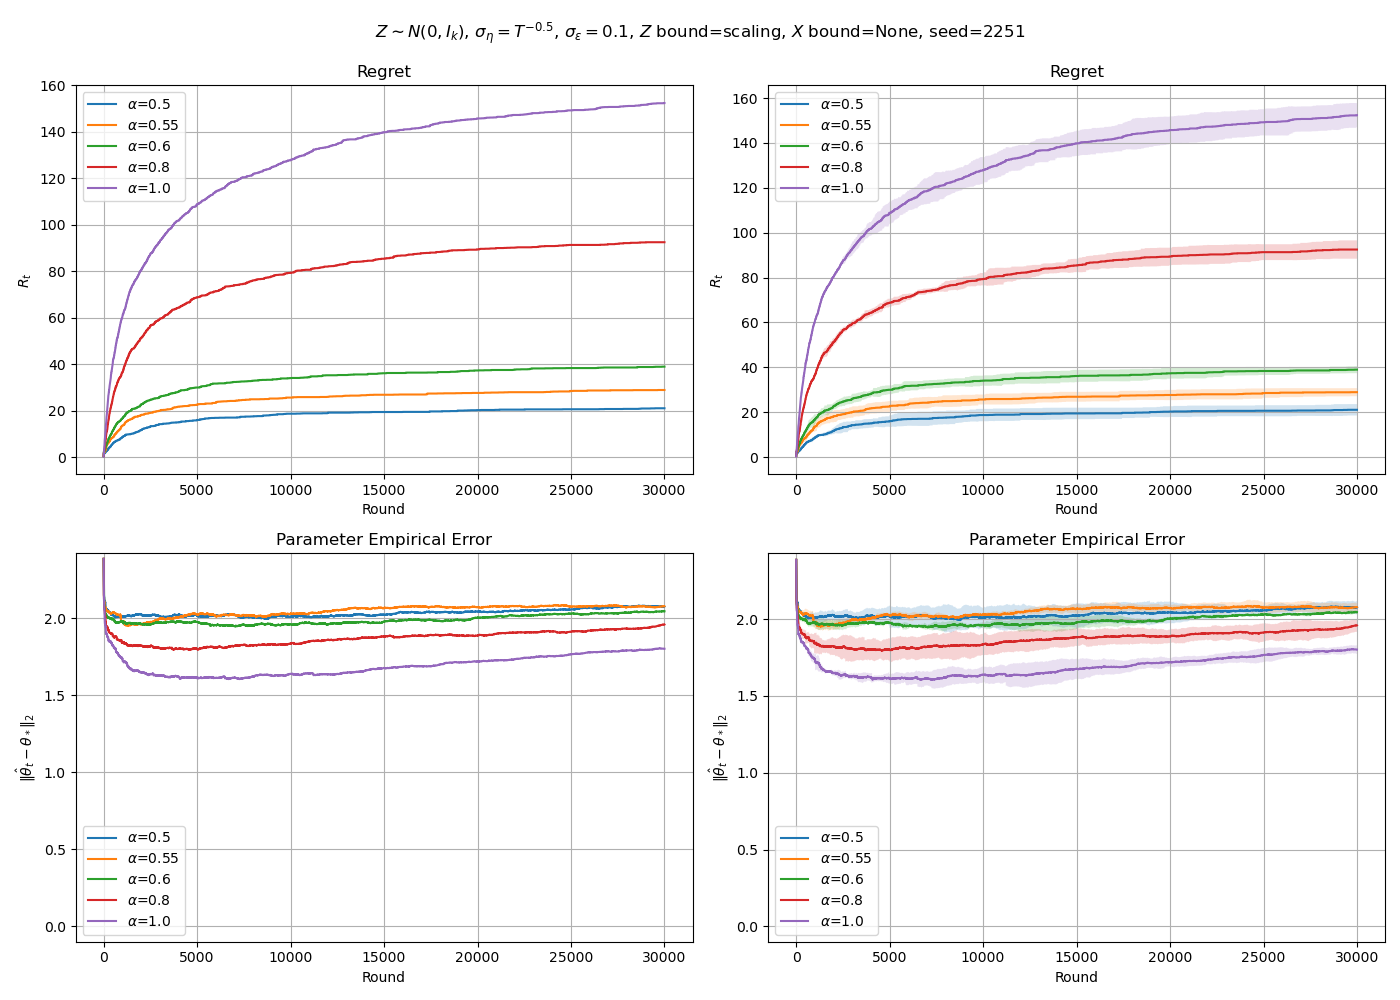 Z ∼ N(0, I_k), σ_η = T^{−0.5}, σ_ε = 0.1, Z bound=scaling, X bound=None, seed=2251
Regret
R_t
160
140
120
100
80
60
40
20
0
α=0.5
α=0.55
α=0.6
α=0.8
α=1.0
0 5000 10000 15000 20000 25000 30000
Round
Regret
R_t
160
140
120
100
80
60
40
20
0
α=0.5
α=0.55
α=0.6
α=0.8
α=1.0
0 5000 10000 15000 20000 25000 30000
Round
Parameter Empirical Error
‖θ̂_t − θ_*‖_2
2.0
1.5
1.0
0.5
0.0
α=0.5
α=0.55
α=0.6
α=0.8
α=1.0
0 5000 10000 15000 20000 25000 30000
Round
Parameter Empirical Error
‖θ̂_t − θ_*‖_2
2.0
1.5
1.0
0.5
0.0
α=0.5
α=0.55
α=0.6
α=0.8
α=1.0
0 5000 10000 15000 20000 25000 30000
Round